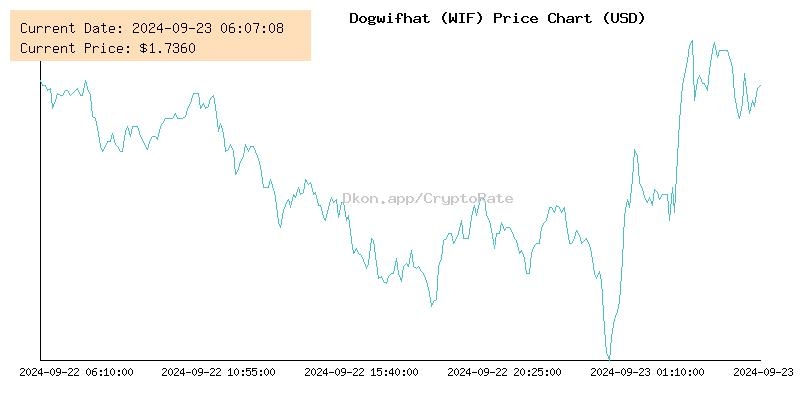 Dogwifhat (WIF) Price Chart (USD)
Current Date: 2024-09-23 06:07:08
Current Price: $1.7360
Dkon.app/CryptoRate
2024-09-22 06:10:00
2024-09-22 10:55:00
2024-09-22 15:40:00
2024-09-22 20:25:00
2024-09-23 01:10:00
2024-09-23